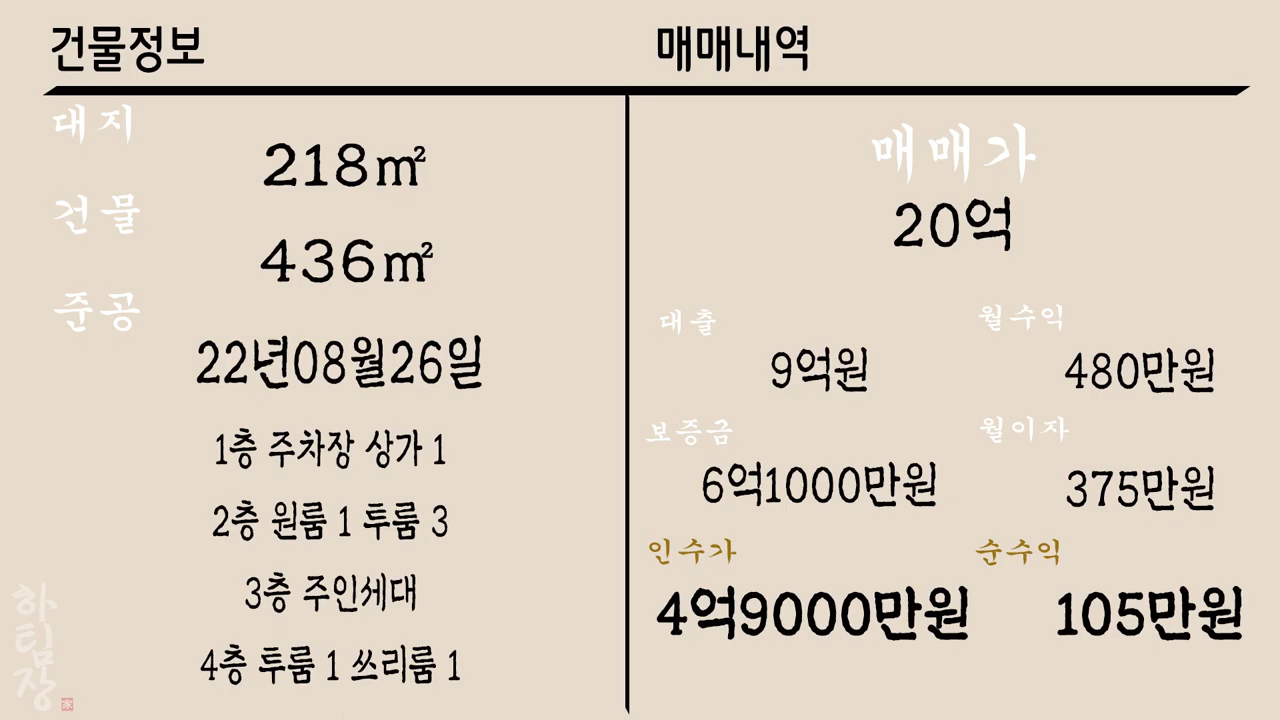 건물정보
대지
218㎡
건물
436㎡
준공
22년08월26일
1층 주차장 상가 1
2층 원룸 1 투룸 3
3층 주인세대
4층 투룸 1 쓰리룸 1
하팀장
매매내역
매매가
20억
대출
9억원
월수익
480만원
보증금
6억1000만원
월이자
375만원
인수가
4억9000만원
순수익
105만원